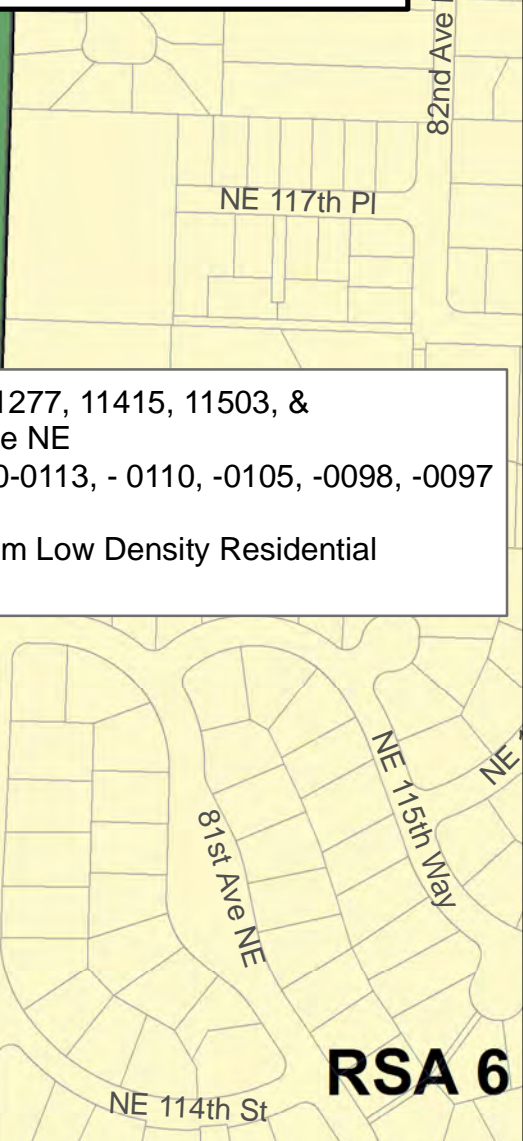 82nd Ave
NE 117th Pl
1277, 11415, 11503, &
e NE
0-0113, - 0110, -0105, -0098, -0097
m Low Density Residential
NE 115th Way
NE
81st Ave NE
RSA 6
NE 114th St